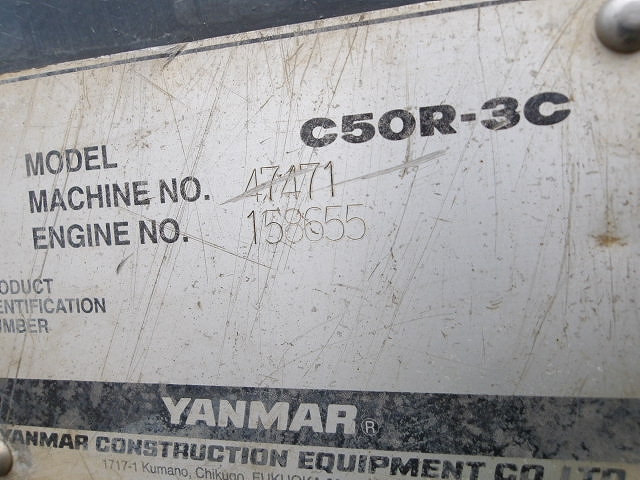 MODEL C50R-3C
MACHINE NO. 47471
ENGINE NO. 158655
ODUCT
ENTIFICATION
UMBER
YANMAR®
YANMAR CONSTRUCTION EQUIPMENT CO., LTD
1717-1 Kumano, Chikugo, FUKUOKA